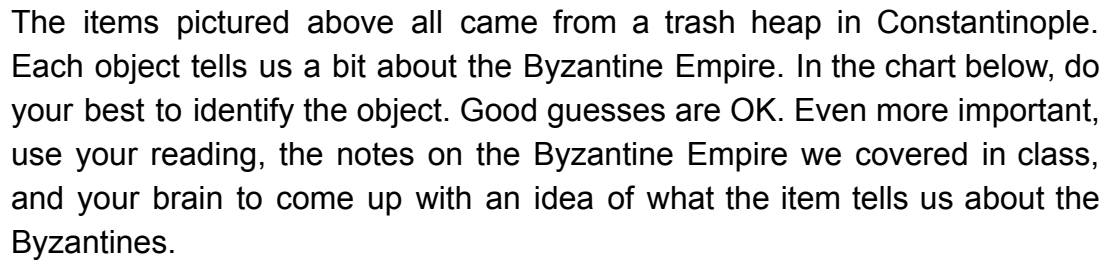 The items pictured above all came from a trash heap in Constantinople.
Each object tells us a bit about the Byzantine Empire. In the chart below, do
your best to identify the object. Good guesses are OK. Even more important,
use your reading, the notes on the Byzantine Empire we covered in class,
and your brain to come up with an idea of what the item tells us about the
Byzantines.